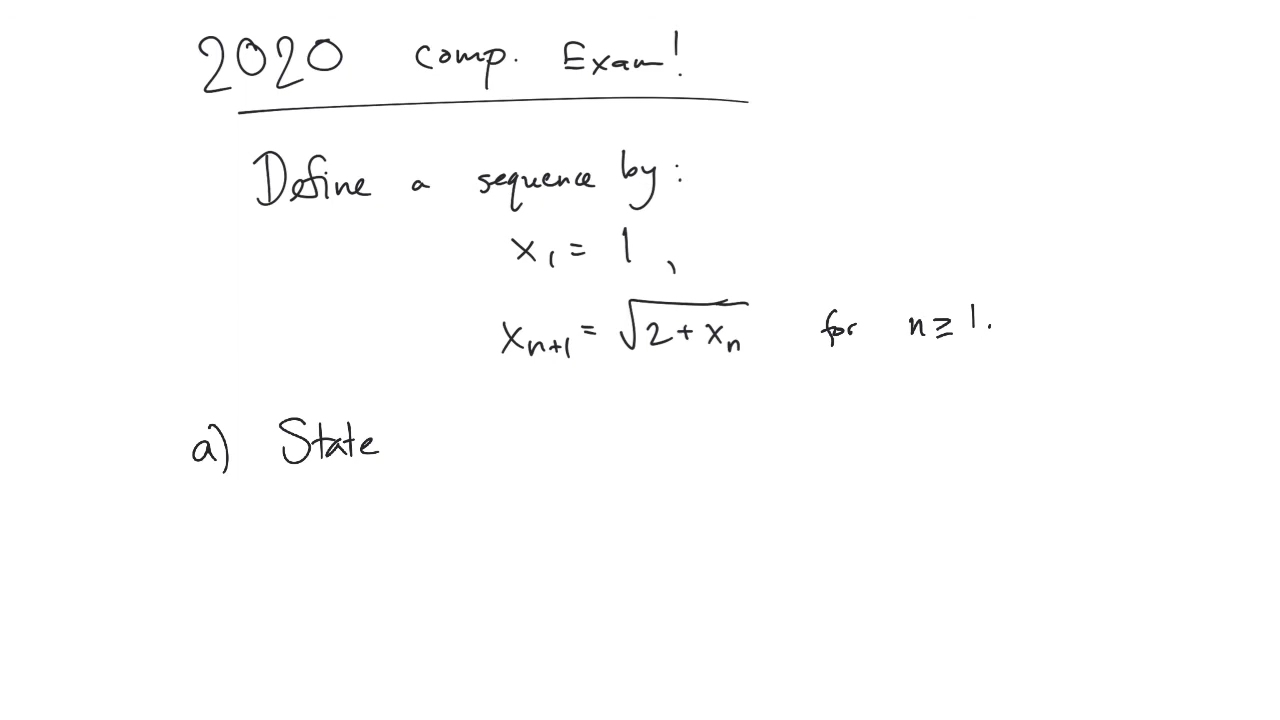 2020 comp. Exam!
Define a sequence by:
x₁ = 1 ,
xₙ₊₁ = √(2 + xₙ) for n ≥ 1.
a) State